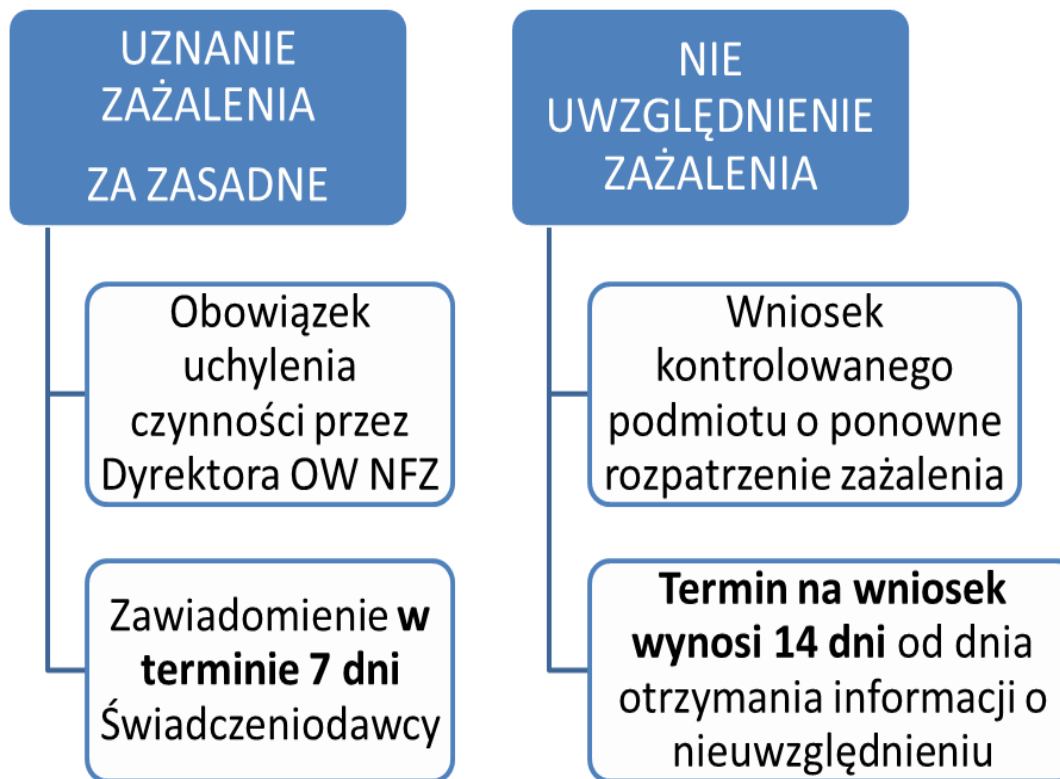 UZNANIE
ZAŻALENIA
ZA ZASADNE
Obowiązek
uchylenia
czynności przez
Dyrektora OW NFZ
Zawiadomienie w
terminie 7 dni
Świadczeniodawcy
NIE
UWZGLĘDNIENIE
ZAŻALENIA
Wniosek
kontrolowanego
podmiotu o ponowne
rozpatrzenie zażalenia
Termin na wniosek
wynosi 14 dni od dnia
otrzymania informacji o
nieuwzględnieniu